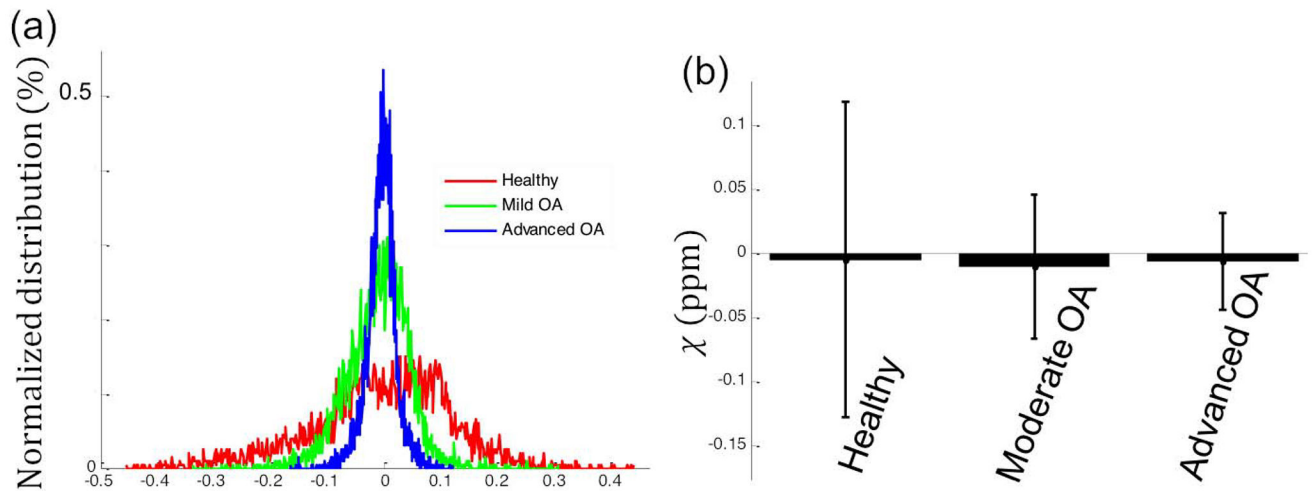 (a)
Normalized distribution (%)
0.5
0
-0.5
-0.4
-0.3
-0.2
-0.1
0
0.1
0.2
0.3
0.4
Healthy
Mild OA
Advanced OA
(b)
χ (ppm)
0.1
0.05
0
-0.05
-0.1
-0.15
Healthy
Moderate OA
Advanced OA